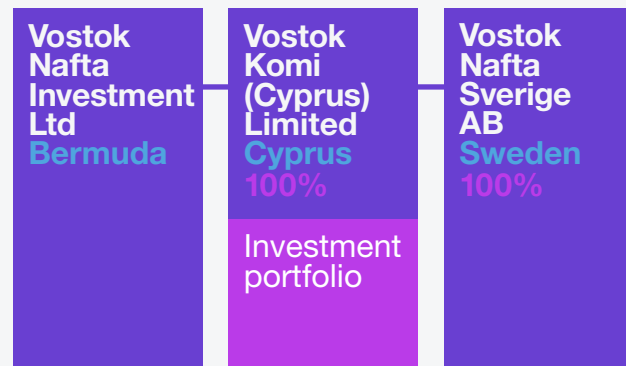 Vostok
Nafta
Investment
Ltd
Bermuda
Vostok
Komi
(Cyprus)
Limited
Cyprus
100%
Investment
portfolio
Vostok
Nafta
Sverige
AB
Sweden
100%